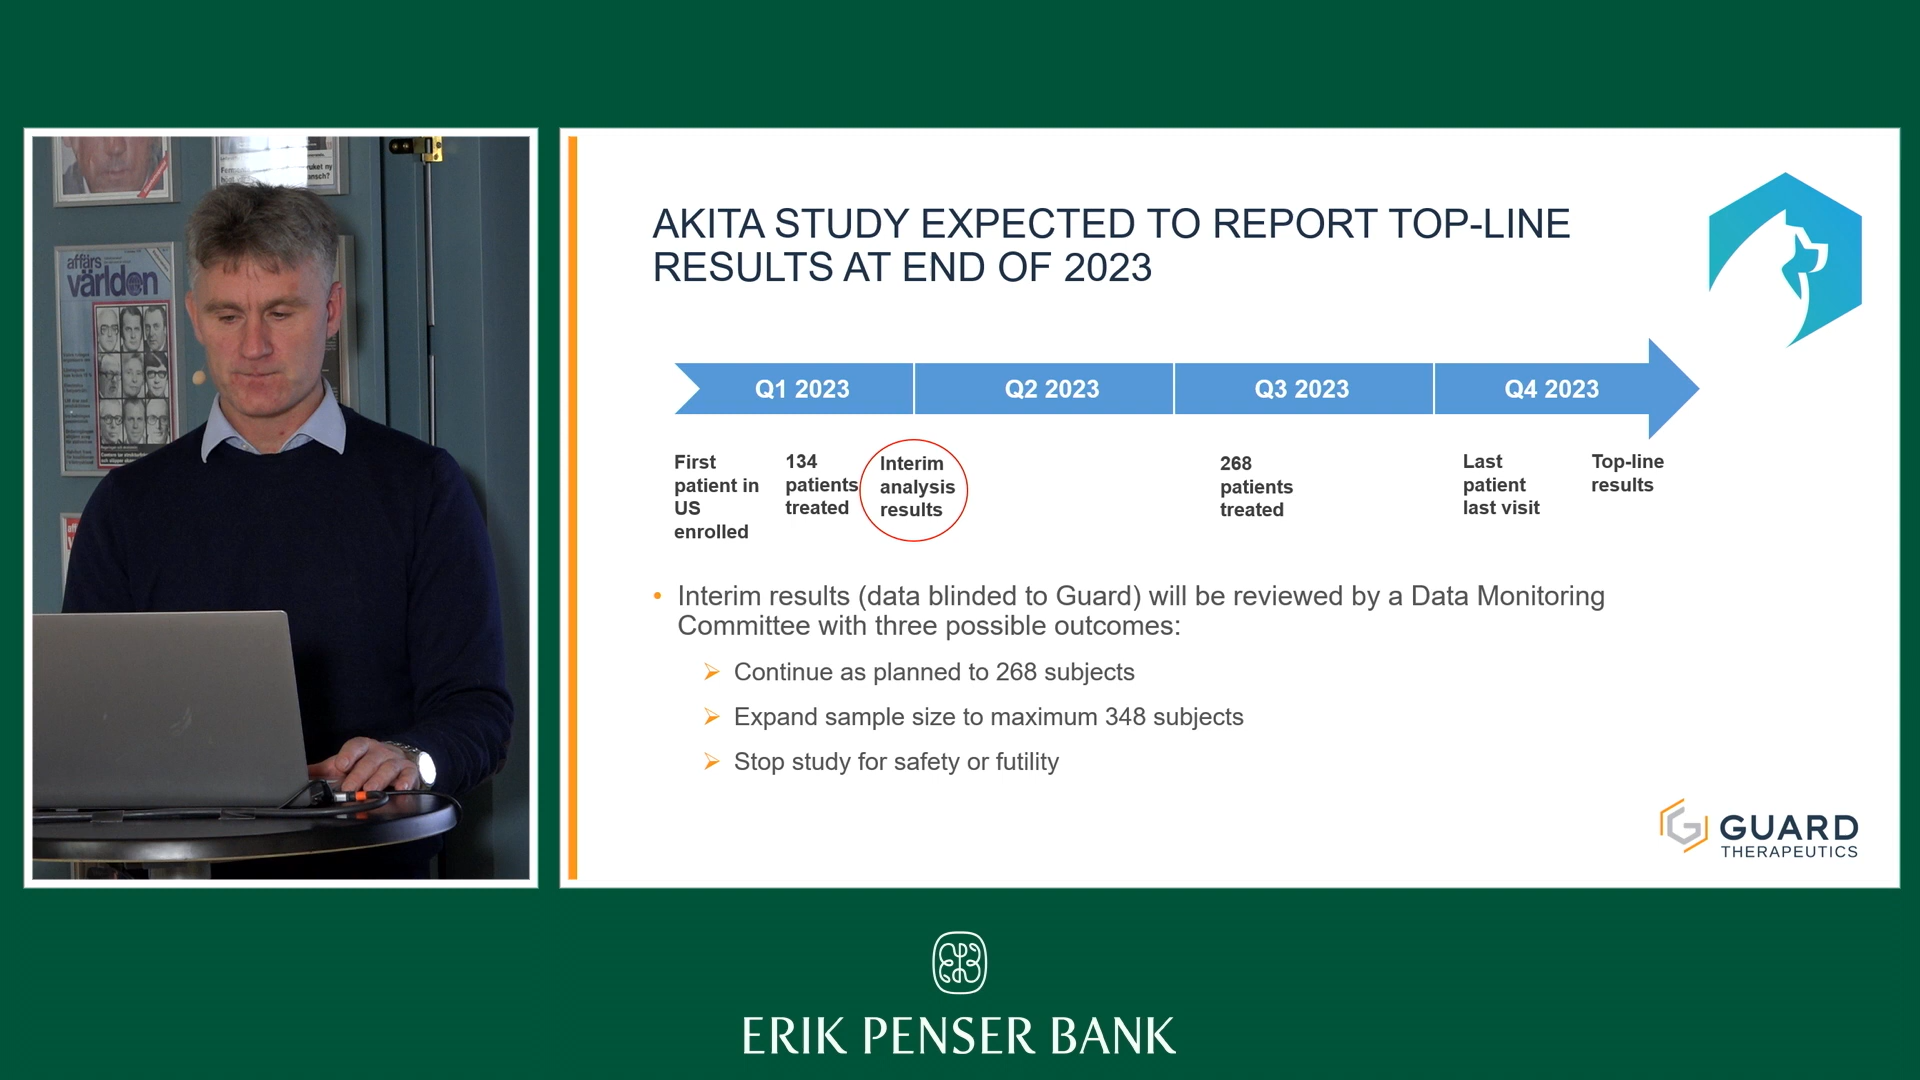 affärs
världen
AKITA STUDY EXPECTED TO REPORT TOP-LINE
RESULTS AT END OF 2023
Q1 2023
Q2 2023
Q3 2023
Q4 2023
First
patient in
US
enrolled
134
patients
treated
Interim
analysis
results
268
patients
treated
Last
patient
last visit
Top-line
results
• Interim results (data blinded to Guard) will be reviewed by a Data Monitoring
Committee with three possible outcomes:
➢ Continue as planned to 268 subjects
➢ Expand sample size to maximum 348 subjects
➢ Stop study for safety or futility
GUARD
THERAPEUTICS
ERIK PENSER BANK